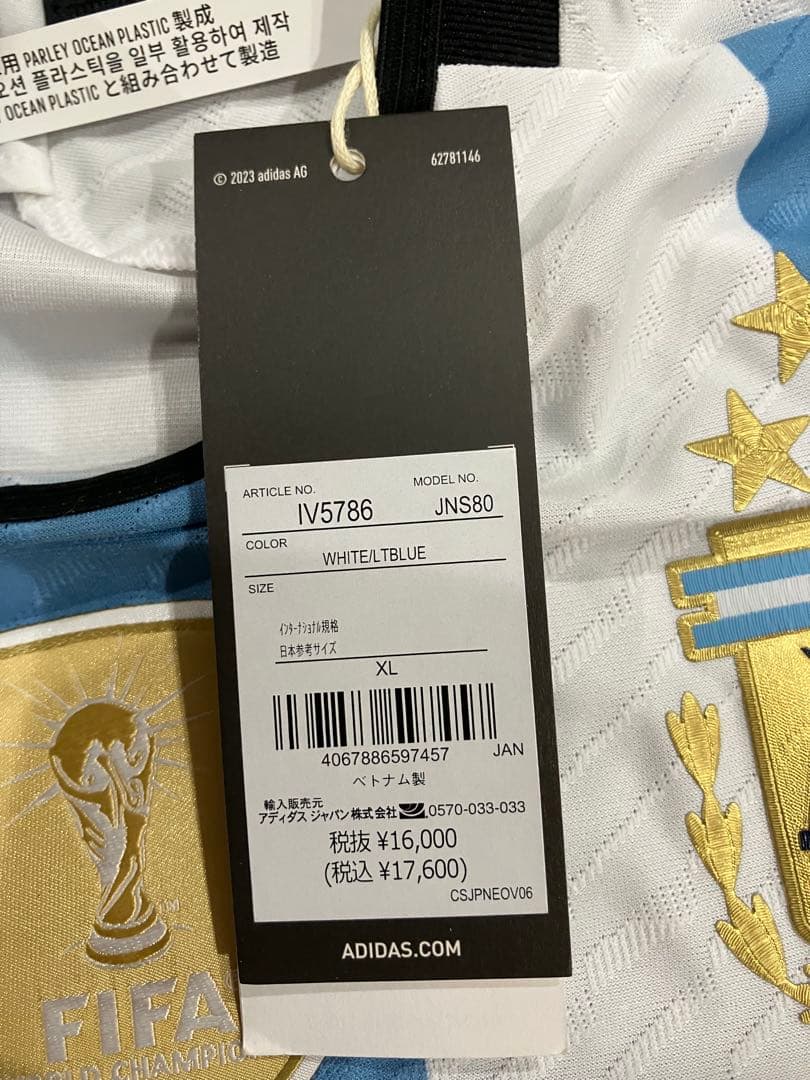 用 PARLEY OCEAN PLASTIC 製成
오션 플라스틱을 일부 활용하여 제작
OCEAN PLASTIC と組み合わせて製造
© 2023 adidas AG
62781146
ARTICLE NO.
MODEL NO.
IV5786
JNS80
COLOR
WHITE/LTBLUE
SIZE
ｲﾝﾀｰﾅｼｮﾅﾙ規格
日本参考サイズ
XL
4067886597457
JAN
ベトナム製
輸入販売元
アディダス ジャパン株式会社
0570-033-033
税抜 ¥16,000
(税込 ¥17,600)
CSJPNEOV06
ADIDAS.COM
TM
FIFA
WORLD CHAMPIO